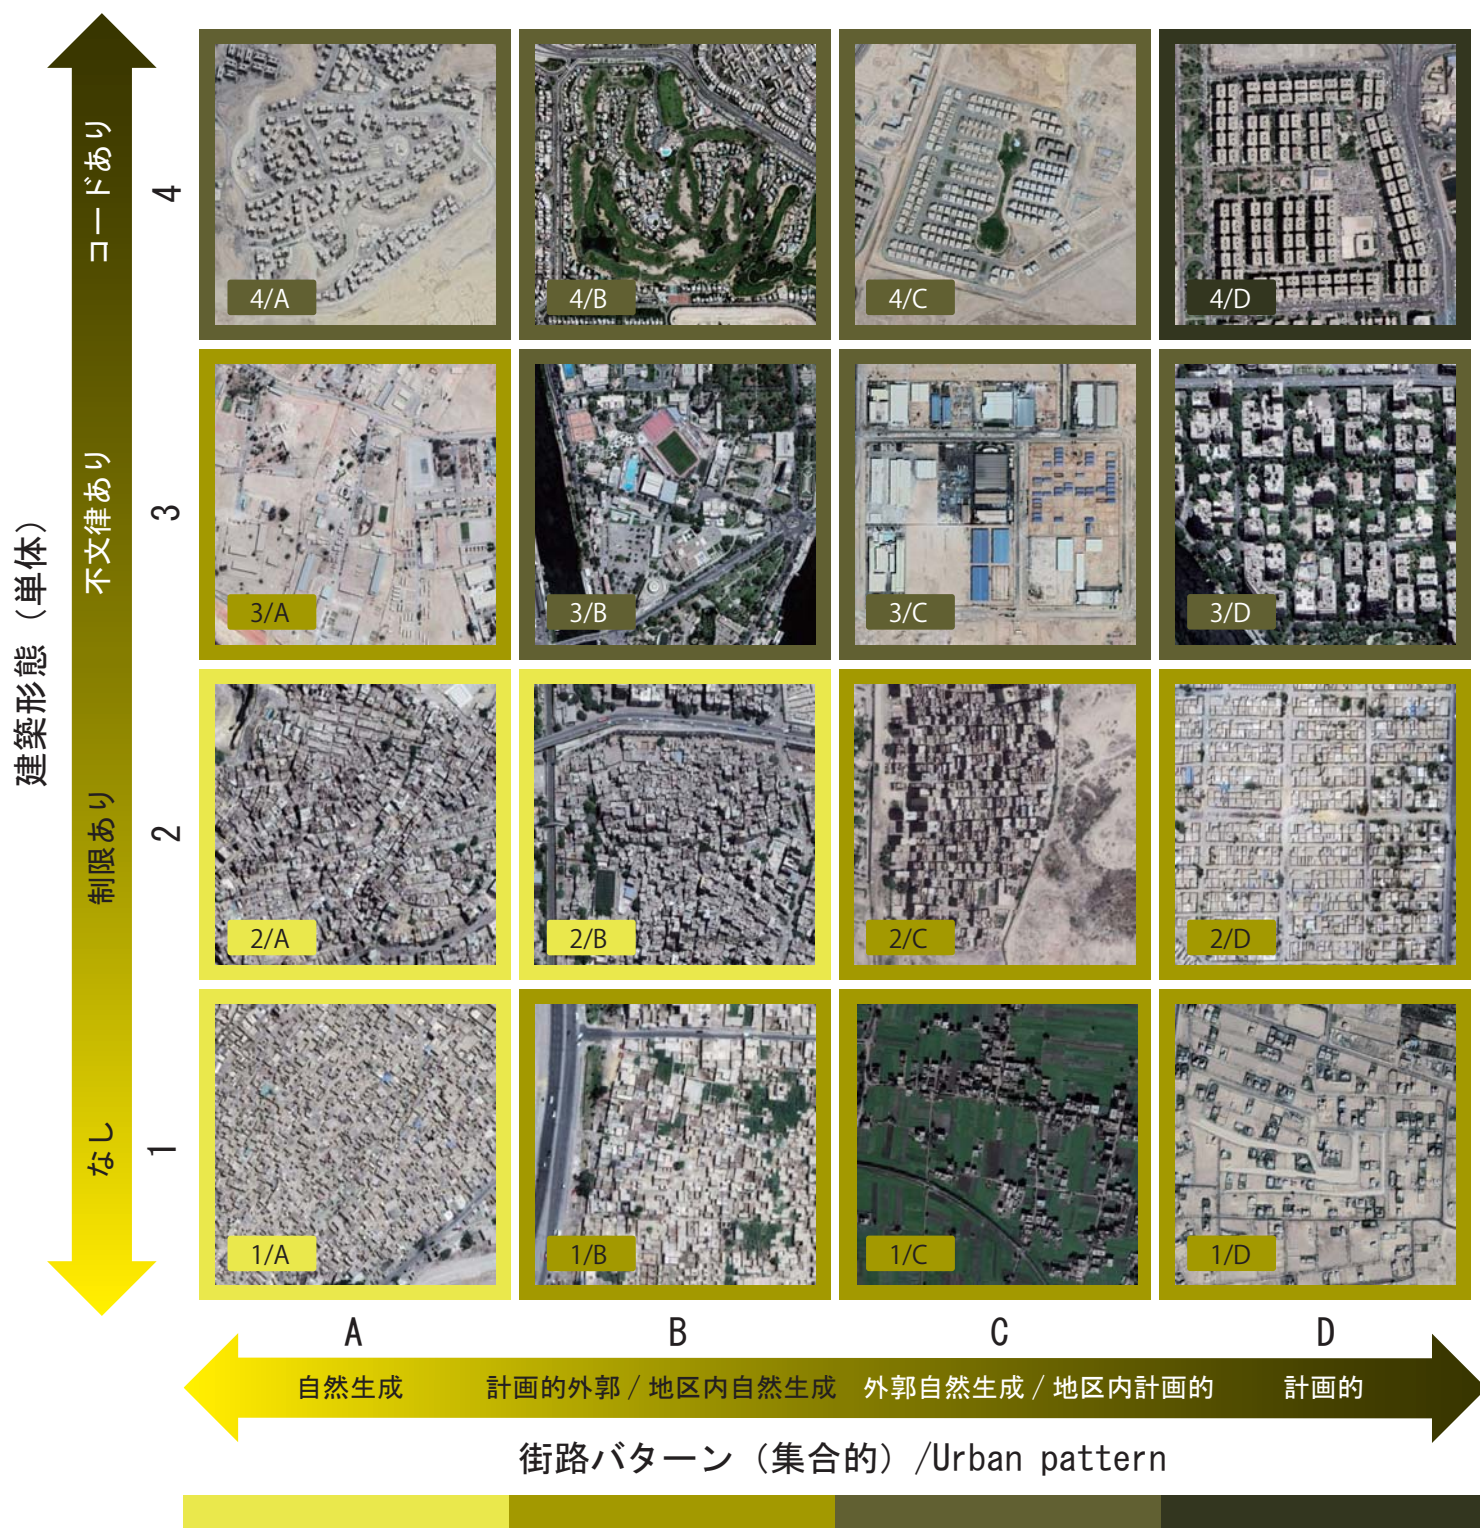 建築形態（単体）
コードあり
不文律あり
制限あり
なし
4
4/A
4/B
4/C
4/D
3
3/A
3/B
3/C
3/D
2
2/A
2/B
2/C
2/D
1
1/A
1/B
1/C
1/D
A
B
C
D
自然生成
計画的外郭 / 地区内自然生成
外郭自然生成 / 地区内計画的
計画的
街路パターン（集合的）/Urban pattern